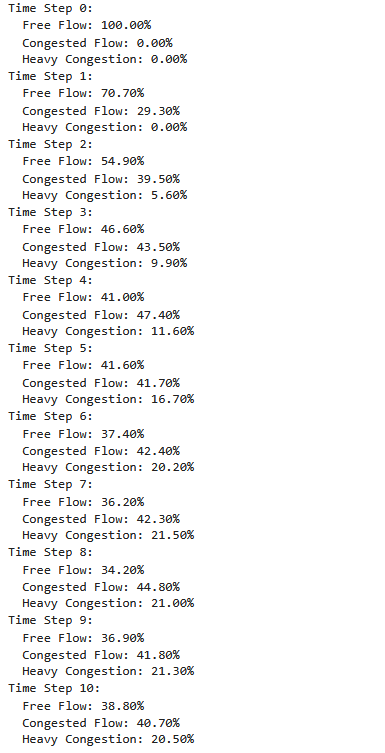 Time Step 0:
  Free Flow: 100.00%
  Congested Flow: 0.00%
  Heavy Congestion: 0.00%
Time Step 1:
  Free Flow: 70.70%
  Congested Flow: 29.30%
  Heavy Congestion: 0.00%
Time Step 2:
  Free Flow: 54.90%
  Congested Flow: 39.50%
  Heavy Congestion: 5.60%
Time Step 3:
  Free Flow: 46.60%
  Congested Flow: 43.50%
  Heavy Congestion: 9.90%
Time Step 4:
  Free Flow: 41.00%
  Congested Flow: 47.40%
  Heavy Congestion: 11.60%
Time Step 5:
  Free Flow: 41.60%
  Congested Flow: 41.70%
  Heavy Congestion: 16.70%
Time Step 6:
  Free Flow: 37.40%
  Congested Flow: 42.40%
  Heavy Congestion: 20.20%
Time Step 7:
  Free Flow: 36.20%
  Congested Flow: 42.30%
  Heavy Congestion: 21.50%
Time Step 8:
  Free Flow: 34.20%
  Congested Flow: 44.80%
  Heavy Congestion: 21.00%
Time Step 9:
  Free Flow: 36.90%
  Congested Flow: 41.80%
  Heavy Congestion: 21.30%
Time Step 10:
  Free Flow: 38.80%
  Congested Flow: 40.70%
  Heavy Congestion: 20.50%